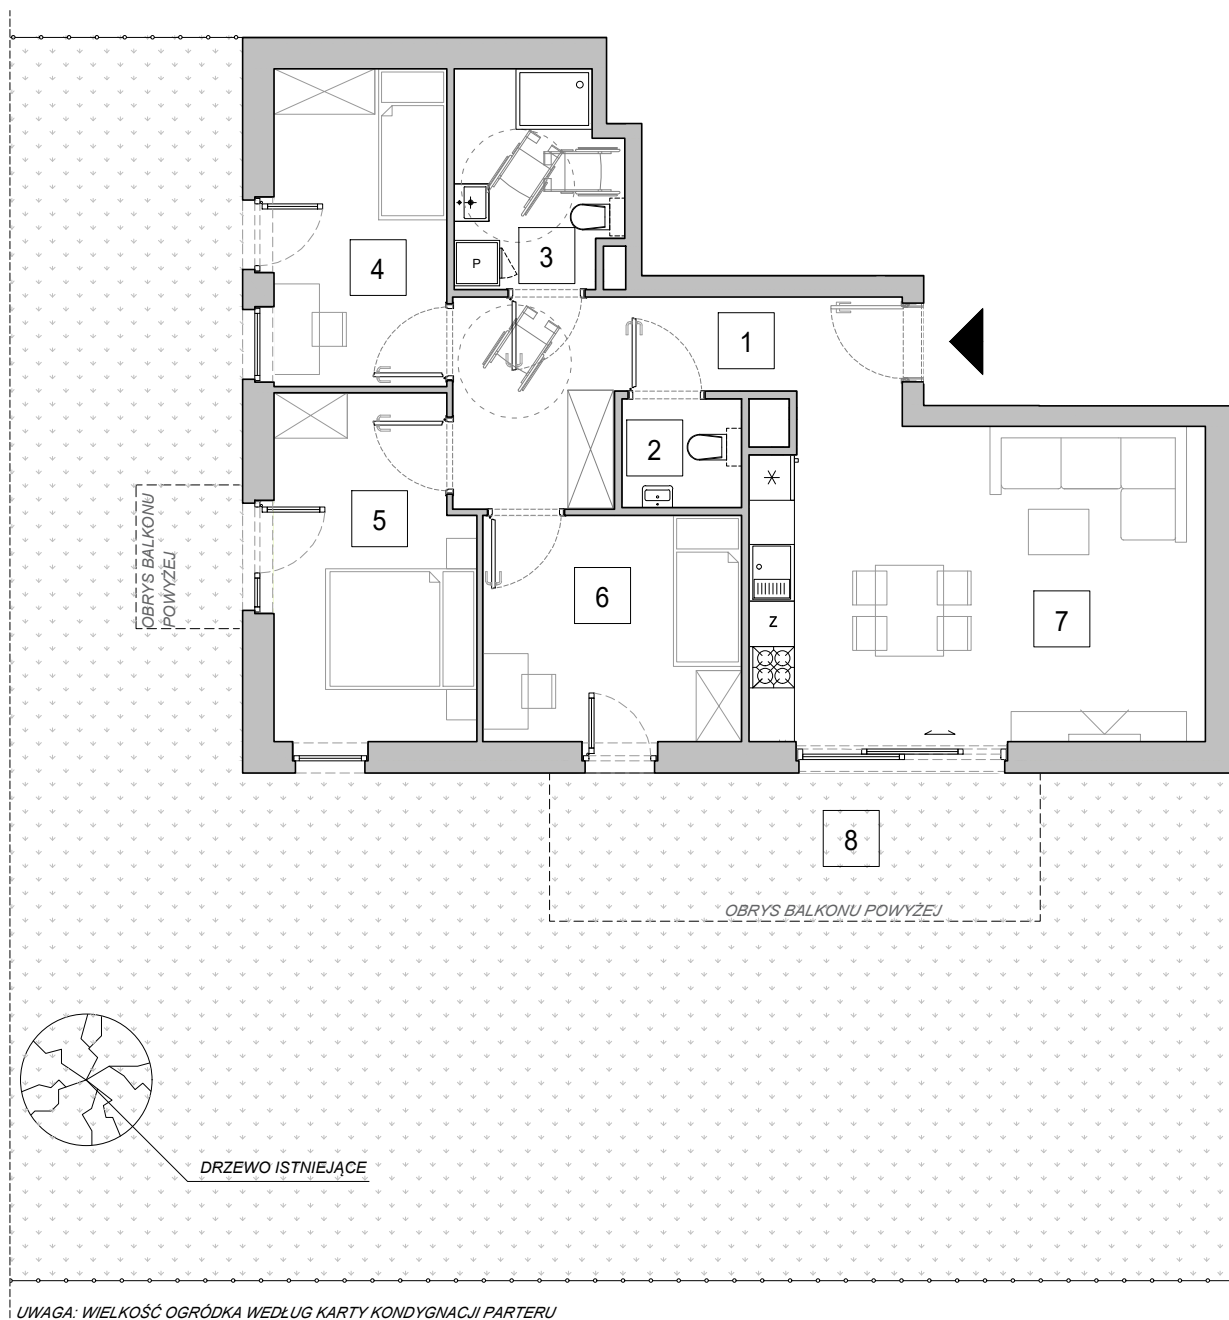 4
3
P
1
2
5
OBRYS BALKONU
POWYŻEJ
6
Z
7
8
OBRYS BALKONU POWYŻEJ
DRZEWO ISTNIEJĄCE
UWAGA: WIELKOŚĆ OGRÓDKA WEDŁUG KARTY KONDYGNACJI PARTERU